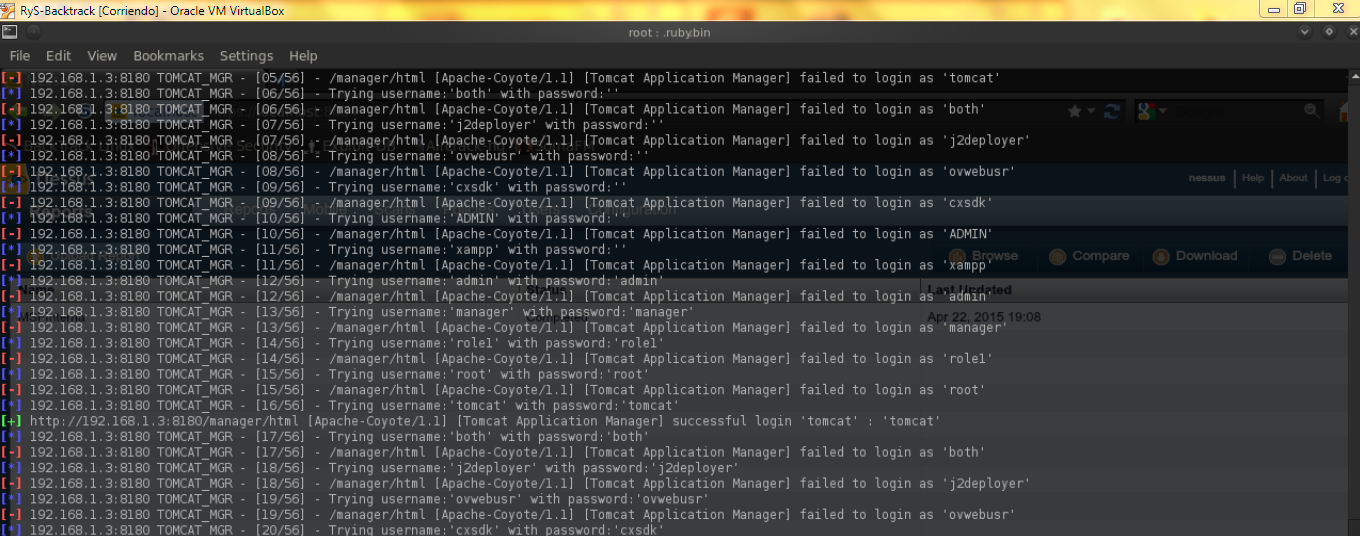 RyS-Backtrack [Corriendo] - Oracle VM VirtualBox
root : .ruby.bin
File Edit View Bookmarks Settings Help
[-] 192.168.1.3:8180 TOMCAT_MGR - [05/56] - /manager/html [Apache-Coyote/1.1] [Tomcat Application Manager] failed to login as 'tomcat'
[*] 192.168.1.3:8180 TOMCAT_MGR - [06/56] - Trying username:'both' with password:''
[-] 192.168.1.3:8180 TOMCAT_MGR - [06/56] - /manager/html [Apache-Coyote/1.1] [Tomcat Application Manager] failed to login as 'both'
[*] 192.168.1.3:8180 TOMCAT_MGR - [07/56] - Trying username:'j2deployer' with password:''
[-] 192.168.1.3:8180 TOMCAT_MGR - [07/56] - /manager/html [Apache-Coyote/1.1] [Tomcat Application Manager] failed to login as 'j2deployer'
[*] 192.168.1.3:8180 TOMCAT_MGR - [08/56] - Trying username:'ovwebusr' with password:''
[-] 192.168.1.3:8180 TOMCAT_MGR - [08/56] - /manager/html [Apache-Coyote/1.1] [Tomcat Application Manager] failed to login as 'ovwebusr'
nessus Help About
[*] 192.168.1.3:8180 TOMCAT_MGR - [09/56] - Trying username:'cxsdk' with password:''
[-] 192.168.1.3:8180 TOMCAT_MGR - [09/56] - /manager/html [Apache-Coyote/1.1] [Tomcat Application Manager] failed to login as 'cxsdk'
[*] 192.168.1.3:8180 TOMCAT_MGR - [10/56] - Trying username:'ADMIN' with password:''
[-] 192.168.1.3:8180 TOMCAT_MGR - [10/56] - /manager/html [Apache-Coyote/1.1] [Tomcat Application Manager] failed to login as 'ADMIN'
[*] 192.168.1.3:8180 TOMCAT_MGR - [11/56] - Trying username:'xampp' with password:''
Browse Compare Download Delete
[-] 192.168.1.3:8180 TOMCAT_MGR - [11/56] - /manager/html [Apache-Coyote/1.1] [Tomcat Application Manager] failed to login as 'xampp'
[*] 192.168.1.3:8180 TOMCAT_MGR - [12/56] - Trying username:'admin' with password:'admin'
Status Last Updated
[-] 192.168.1.3:8180 TOMCAT_MGR - [12/56] - /manager/html [Apache-Coyote/1.1] [Tomcat Application Manager] failed to login as 'admin'
[*] 192.168.1.3:8180 TOMCAT_MGR - [13/56] - Trying username:'manager' with password:'manager'
Completed Apr 22, 2015 19:08
[-] 192.168.1.3:8180 TOMCAT_MGR - [13/56] - /manager/html [Apache-Coyote/1.1] [Tomcat Application Manager] failed to login as 'manager'
[*] 192.168.1.3:8180 TOMCAT_MGR - [14/56] - Trying username:'role1' with password:'role1'
[-] 192.168.1.3:8180 TOMCAT_MGR - [14/56] - /manager/html [Apache-Coyote/1.1] [Tomcat Application Manager] failed to login as 'role1'
[*] 192.168.1.3:8180 TOMCAT_MGR - [15/56] - Trying username:'root' with password:'root'
[-] 192.168.1.3:8180 TOMCAT_MGR - [15/56] - /manager/html [Apache-Coyote/1.1] [Tomcat Application Manager] failed to login as 'root'
[*] 192.168.1.3:8180 TOMCAT_MGR - [16/56] - Trying username:'tomcat' with password:'tomcat'
[+] http://192.168.1.3:8180/manager/html [Apache-Coyote/1.1] [Tomcat Application Manager] successful login 'tomcat' : 'tomcat'
[*] 192.168.1.3:8180 TOMCAT_MGR - [17/56] - Trying username:'both' with password:'both'
[-] 192.168.1.3:8180 TOMCAT_MGR - [17/56] - /manager/html [Apache-Coyote/1.1] [Tomcat Application Manager] failed to login as 'both'
[*] 192.168.1.3:8180 TOMCAT_MGR - [18/56] - Trying username:'j2deployer' with password:'j2deployer'
[-] 192.168.1.3:8180 TOMCAT_MGR - [18/56] - /manager/html [Apache-Coyote/1.1] [Tomcat Application Manager] failed to login as 'j2deployer'
[*] 192.168.1.3:8180 TOMCAT_MGR - [19/56] - Trying username:'ovwebusr' with password:'ovwebusr'
[-] 192.168.1.3:8180 TOMCAT_MGR - [19/56] - /manager/html [Apache-Coyote/1.1] [Tomcat Application Manager] failed to login as 'ovwebusr'
[*] 192.168.1.3:8180 TOMCAT_MGR - [20/56] - Trying username:'cxsdk' with password:'cxsdk'